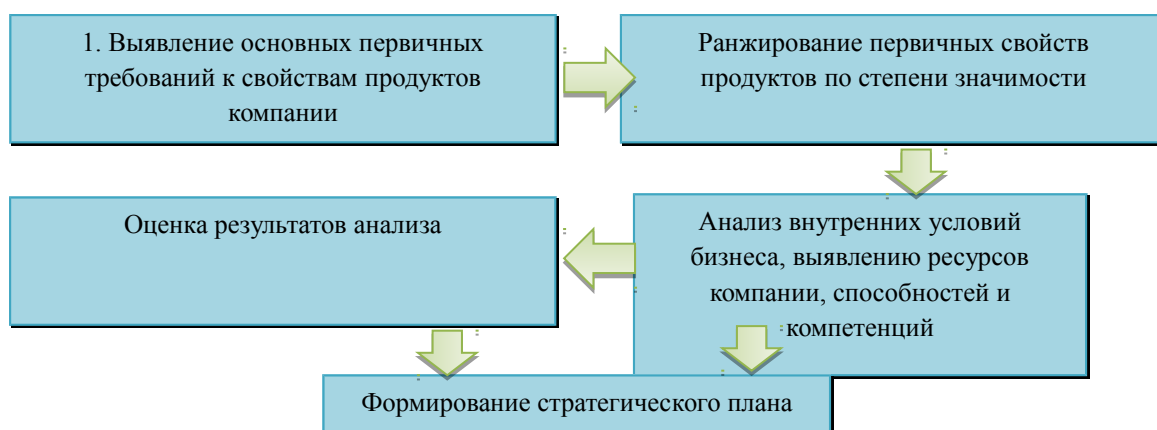 1. Выявление основных первичных
требований к свойствам продуктов
компании
Ранжирование первичных свойств
продуктов по степени значимости
Анализ внутренних условий
бизнеса, выявлению ресурсов
компании, способностей и
компетенций
Оценка результатов анализа
Формирование стратегического плана